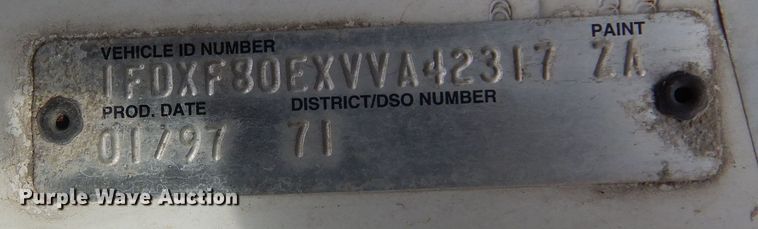 VEHICLE ID NUMBER PAINT
1FDXF80EXVVA42317 ZA
PROD. DATE DISTRICT/DSO NUMBER
01/97 71
Purple Wave Auction